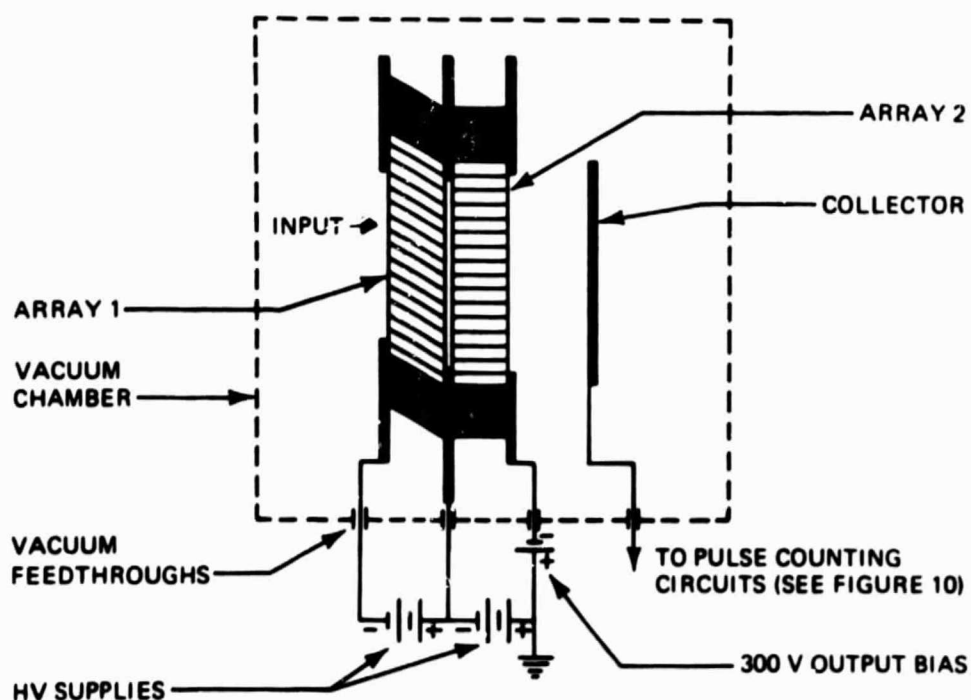 ARRAY 2
COLLECTOR
INPUT
ARRAY 1
VACUUM
CHAMBER
VACUUM
FEEDTHROUGHS
TO PULSE COUNTING
CIRCUITS (SEE FIGURE 10)
- +
- +
- +
300 V OUTPUT BIAS
HV SUPPLIES